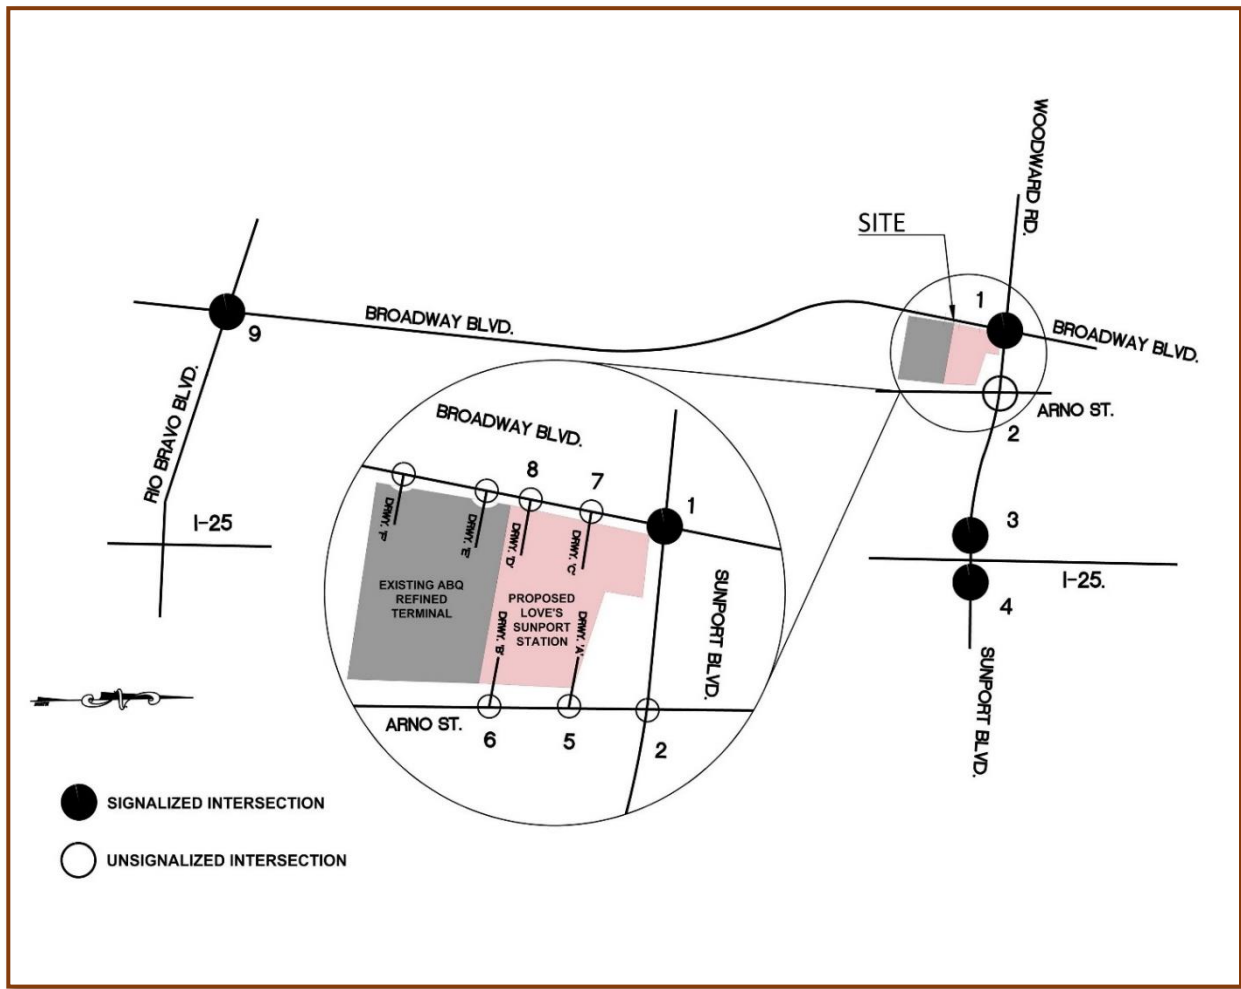 WOODWARD RD.
SITE
1
BROADWAY BLVD.
BROADWAY BLVD.
9
RIO BRAVO BLVD.
I-25
ARNO ST.
2
3
I-25.
4
SUNPORT BLVD.
BROADWAY BLVD.
8
7
1
DRWY. 'F'
DRWY. 'E'
DRWY. 'D'
DRWY. 'C'
EXISTING ABQ
REFINED
TERMINAL
PROPOSED
LOVE'S
SUNPORT
STATION
DRWY. 'B'
DRWY. 'A'
SUNPORT BLVD.
ARNO ST.
6
5
2
SIGNALIZED INTERSECTION
UNSIGNALIZED INTERSECTION